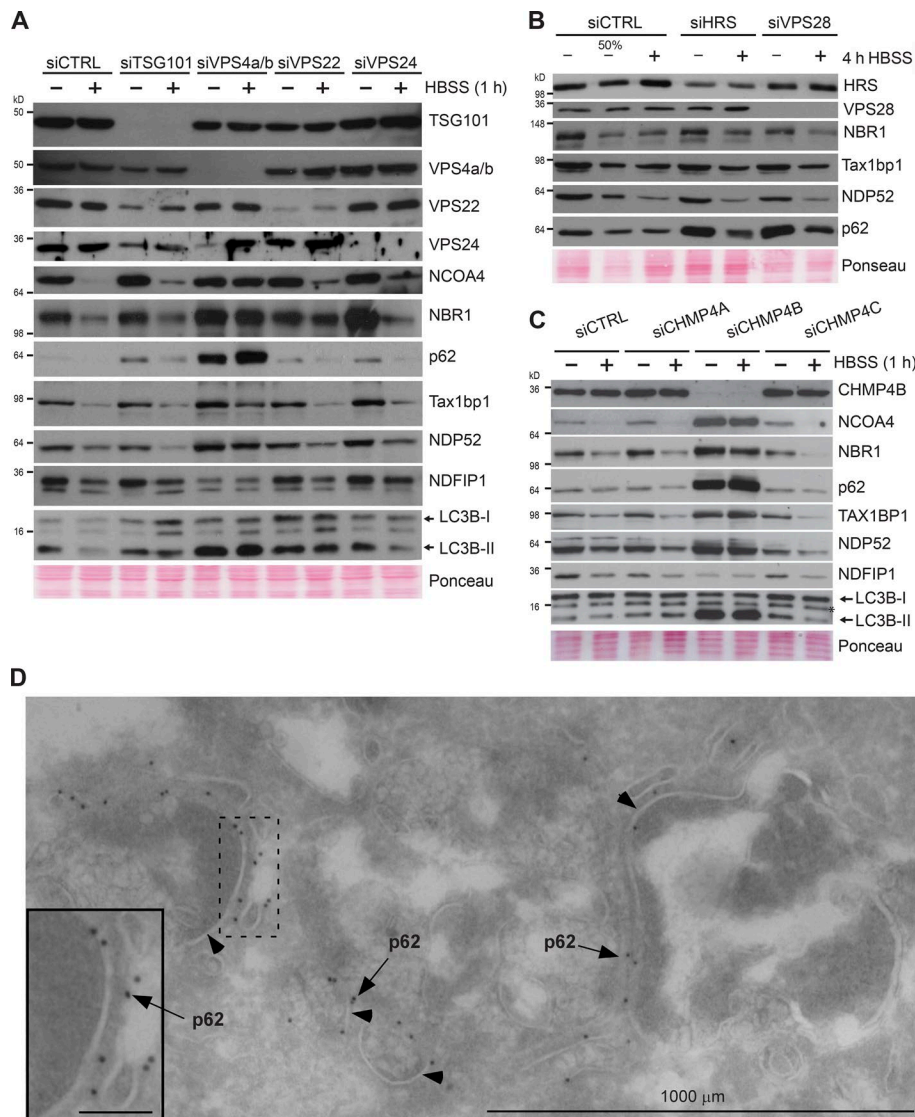 A
siCTRL siTSG101 siVPS4a/b siVPS22 siVPS24
− + − + − + − + − + HBSS (1 h)
kD
50 TSG101
50 VPS4a/b
36 VPS22
36 VPS24
64 NCOA4
98 NBR1
64 p62
98 Tax1bp1
50 NDP52
36 NDFIP1
16 LC3B-I
LC3B-II
Ponceau
B
siCTRL siHRS siVPS28
− 50% − + − + − + 4 h HBSS
kD
98 HRS
36 VPS28
148 NBR1
98 Tax1bp1
64 NDP52
64 p62
Ponseau
C
siCTRL siCHMP4A siCHMP4B siCHMP4C
− + − + − + − + HBSS (1 h)
kD
36 CHMP4B
64 NCOA4
98 NBR1
64 p62
98 TAX1BP1
64 NDP52
50
36 NDFIP1
16 LC3B-I
*
LC3B-II
Ponceau
D
p62
p62
p62
1000 µm